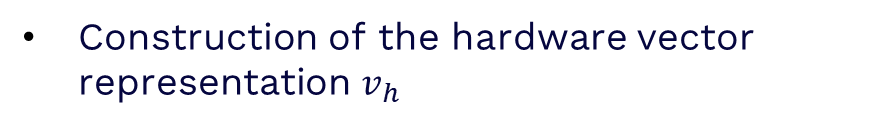 • Construction of the hardware vector
representation $v_h$